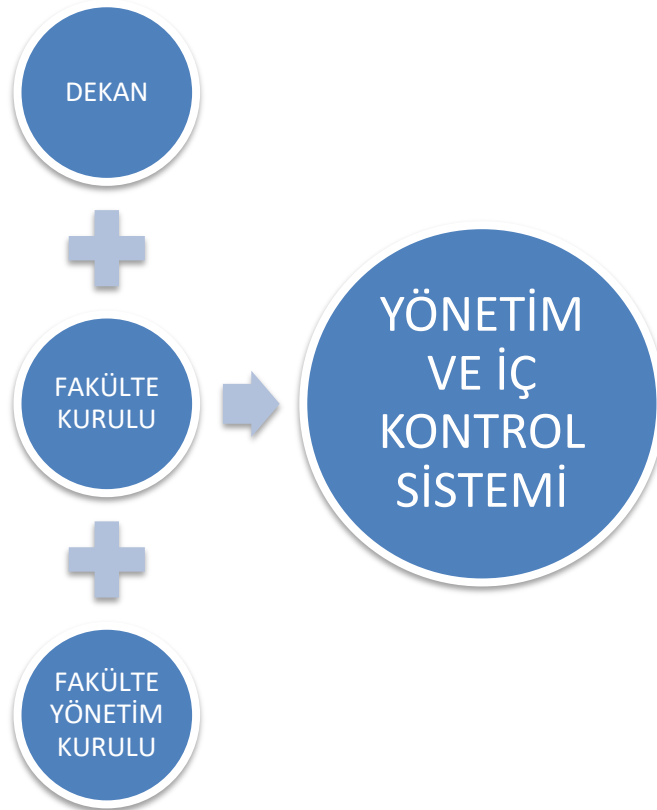 DEKAN
FAKÜLTE
KURULU
FAKÜLTE
YÖNETİM
KURULU
YÖNETİM
VE İÇ
KONTROL
SİSTEMİ